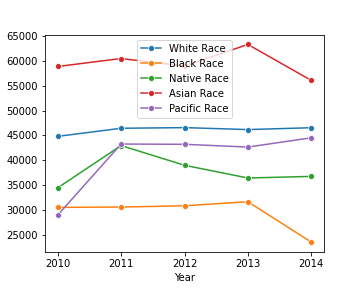 65000
60000
55000
50000
45000
40000
35000
30000
25000
White Race
Black Race
Native Race
Asian Race
Pacific Race
2010 2011 2012 2013 2014
Year